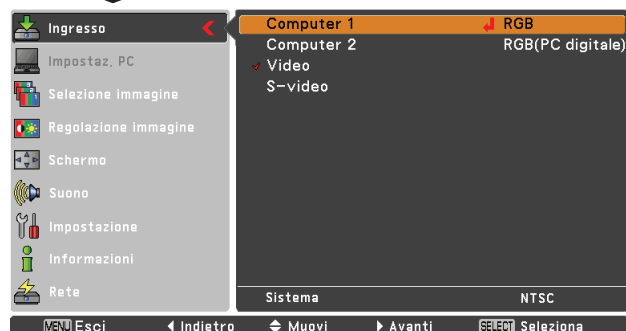 Ingresso
Impostaz. PC
Selezione immagine
Regolazione immagine
Schermo
Suono
Impostazione
Informazioni
Rete
Computer 1 RGB
Computer 2 RGB(PC digitale)
Video
S-video
Sistema NTSC
MENU Esci Indietro Muovi Avanti SELECT Seleziona